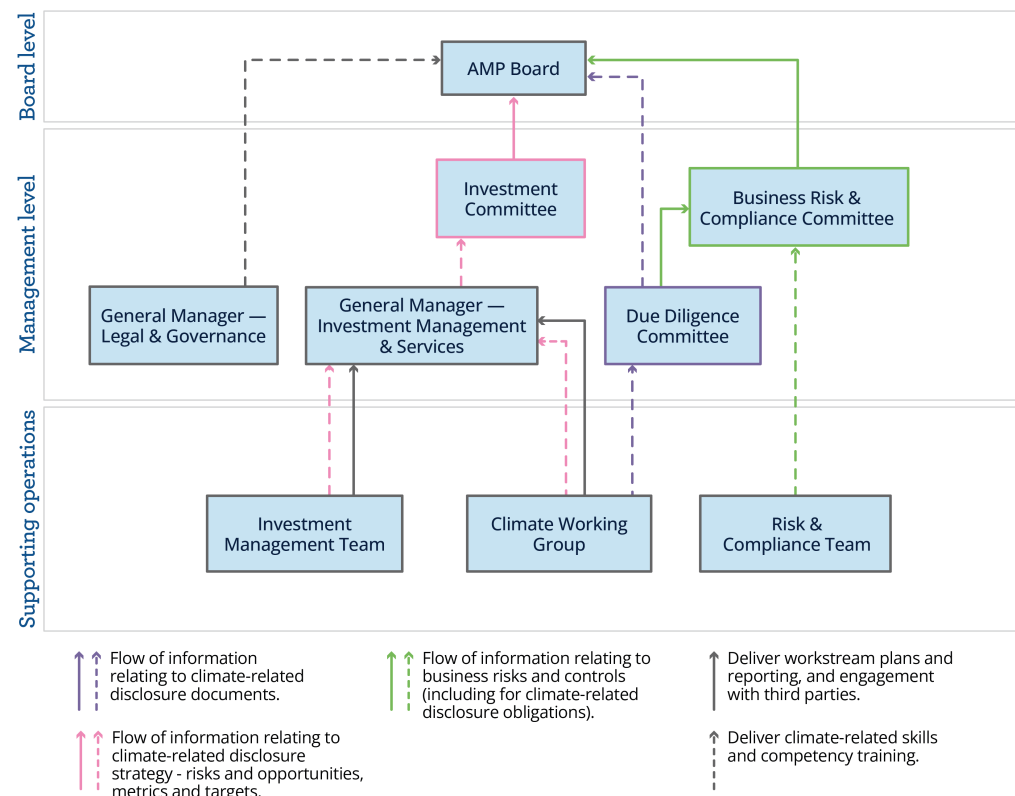 Board level
AMP Board
Management level
Investment
Committee
Business Risk &
Compliance Committee
General Manager —
Legal & Governance
General Manager —
Investment Management
& Services
Due Diligence
Committee
Supporting operations
Investment
Management Team
Climate Working
Group
Risk &
Compliance Team
Flow of information
relating to climate-related
disclosure documents.
Flow of information relating to
business risks and controls
(including for climate-related
disclosure obligations).
Deliver workstream plans and
reporting, and engagement
with third parties.
Flow of information relating to
climate-related disclosure
strategy - risks and opportunities,
metrics and targets.
Deliver climate-related skills
and competency training.